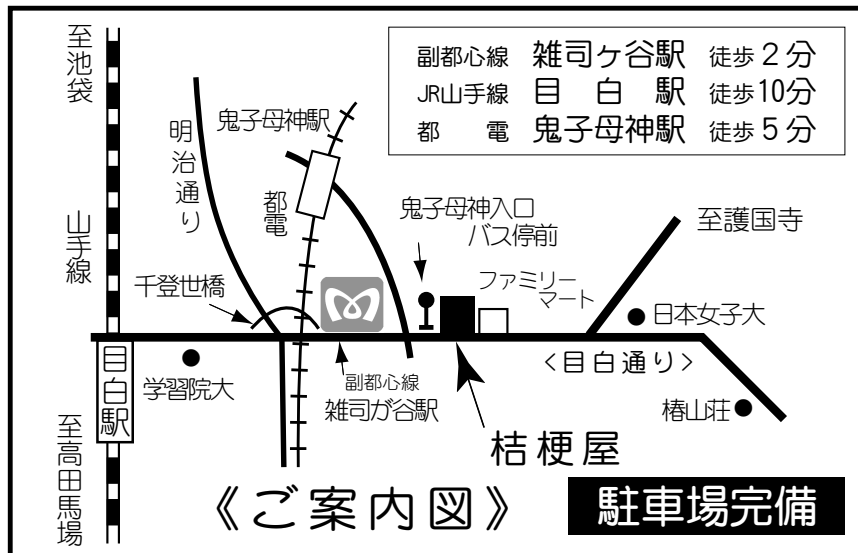 至池袋
山手線
目白駅
至高田馬場
明治通り
鬼子母神駅
都電
千登世橋
学習院大
副都心線
雑司が谷駅
副都心線 雑司ヶ谷駅 徒歩2分
JR山手線 目白駅 徒歩10分
都電 鬼子母神駅 徒歩5分
鬼子母神入口
バス停前
ファミリー
マート
至護国寺
日本女子大
<目白通り>
椿山荘
桔梗屋
《ご案内図》
駐車場完備